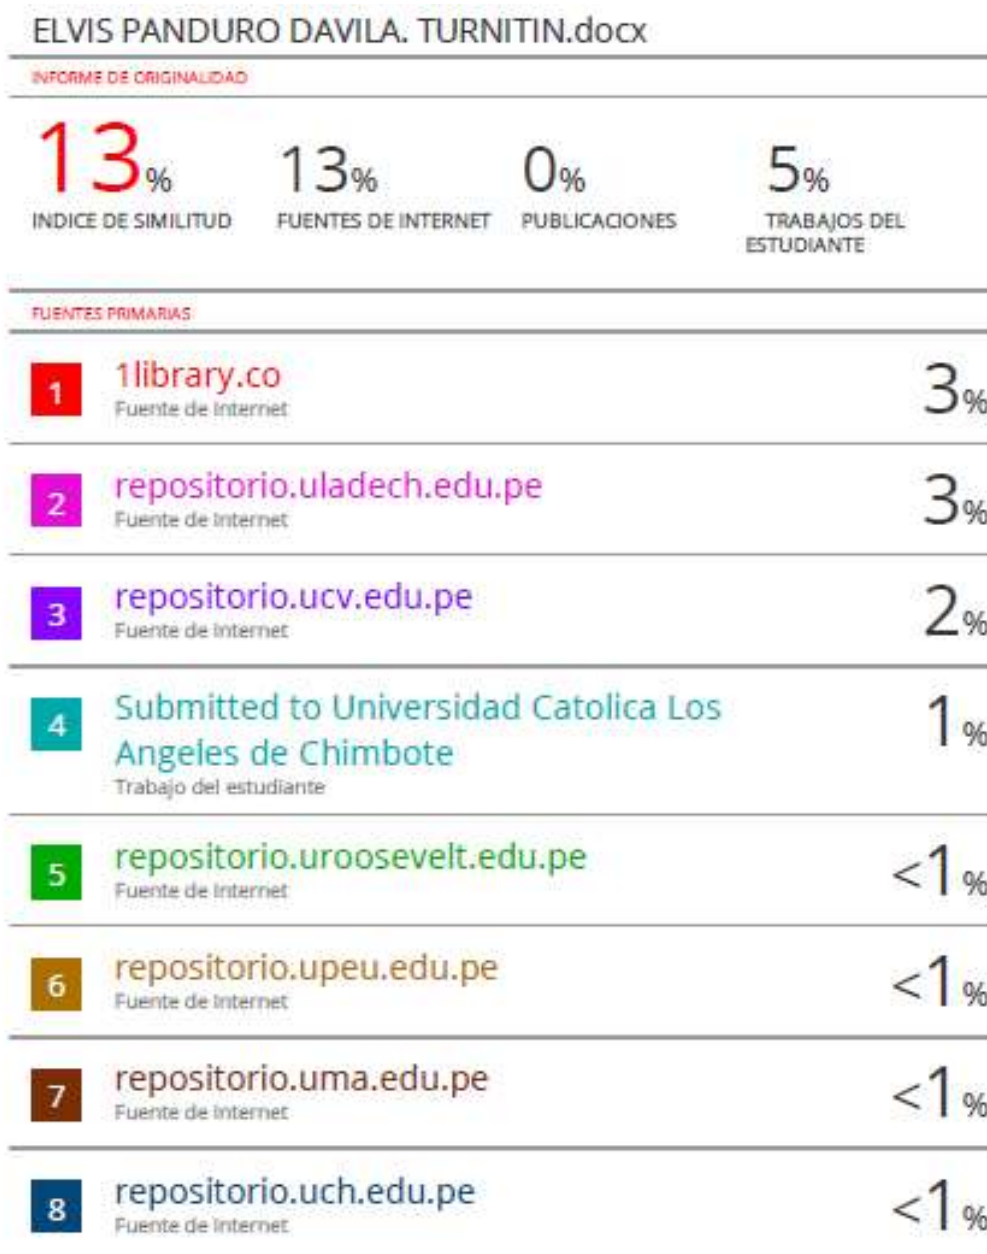 ELVIS PANDURO DAVILA. TURNITIN.docx
INFORME DE ORIGINALIDAD
13% 13% 0% 5%
INDICE DE SIMILITUD FUENTES DE INTERNET PUBLICACIONES TRABAJOS DEL
ESTUDIANTE
FUENTES PRIMARIAS
1 1library.co 3%
Fuente de Internet
2 repositorio.uladech.edu.pe 3%
Fuente de Internet
3 repositorio.ucv.edu.pe 2%
Fuente de Internet
4 Submitted to Universidad Catolica Los 1%
Angeles de Chimbote
Trabajo del estudiante
5 repositorio.uroosevelt.edu.pe <1%
Fuente de Internet
6 repositorio.upeu.edu.pe <1%
Fuente de Internet
7 repositorio.uma.edu.pe <1%
Fuente de Internet
8 repositorio.uch.edu.pe <1%
Fuente de Internet